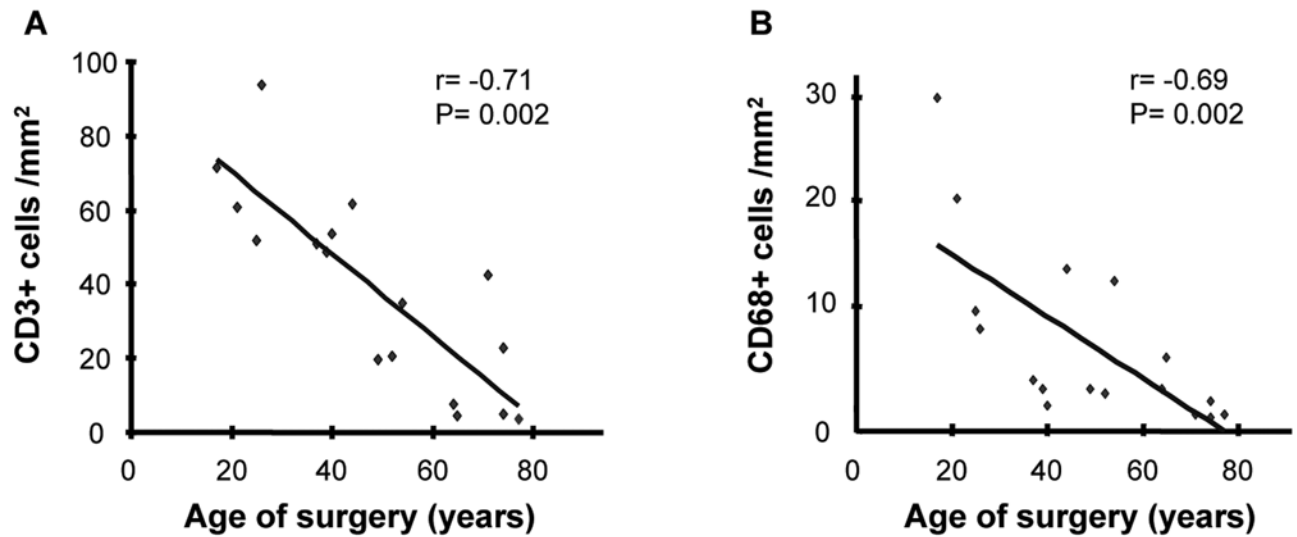 A
CD3+ cells /mm²
100
80
60
40
20
0
r= -0.71
P= 0.002
0 20 40 60 80
Age of surgery (years)
B
CD68+ cells /mm²
30
20
10
0
r= -0.69
P= 0.002
0 20 40 60 80
Age of surgery (years)